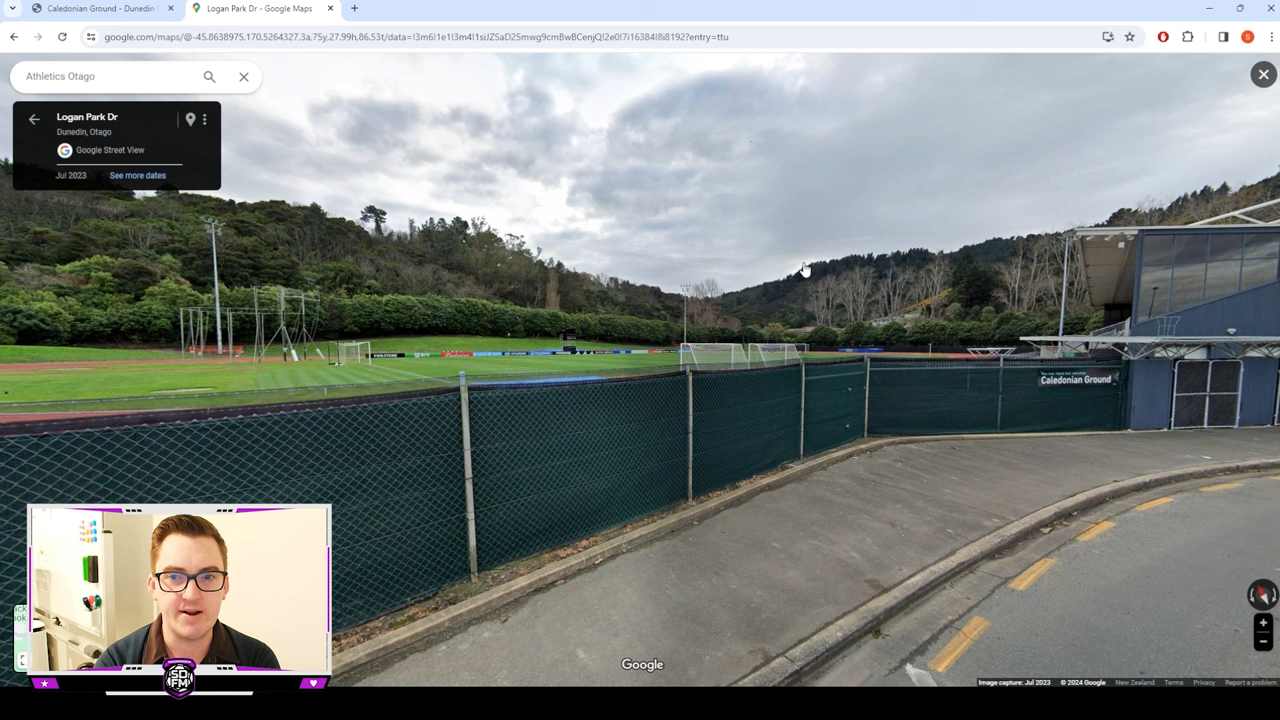 Caledonian Ground - Dunedin C
Logan Park Dr - Google Maps
google.com/maps/@-45.8638975,170.5264327,3a,75y,27.99h,86.53t/data=!3m6!1e1!3m4!1siJZSaD25mwg9cmBwBCenjQ!2e0!7i16384!8i8192?entry=ttu
S
Athletics Otago
Logan Park Dr
Dunedin, Otago
Google Street View
Jul 2023 See more dates
Caledonian Ground
SDFM
Google
Image capture: Jul 2023 © 2024 Google New Zealand Terms Privacy Report a problem